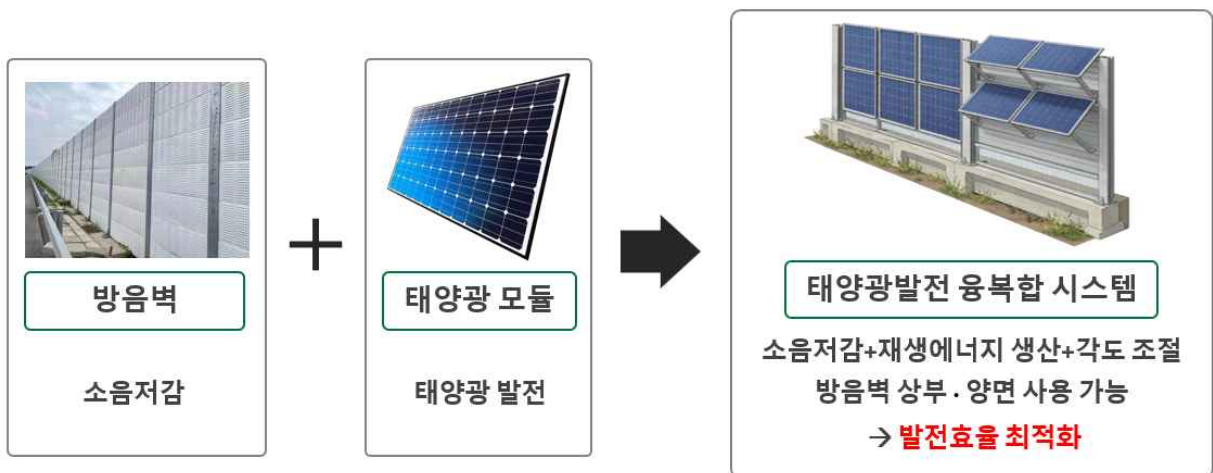 방음벽
소음저감
태양광 모듈
태양광 발전
태양광발전 융복합 시스템
소음저감+재생에너지 생산+각도 조절
방음벽 상부 · 양면 사용 가능
→ 발전효율 최적화